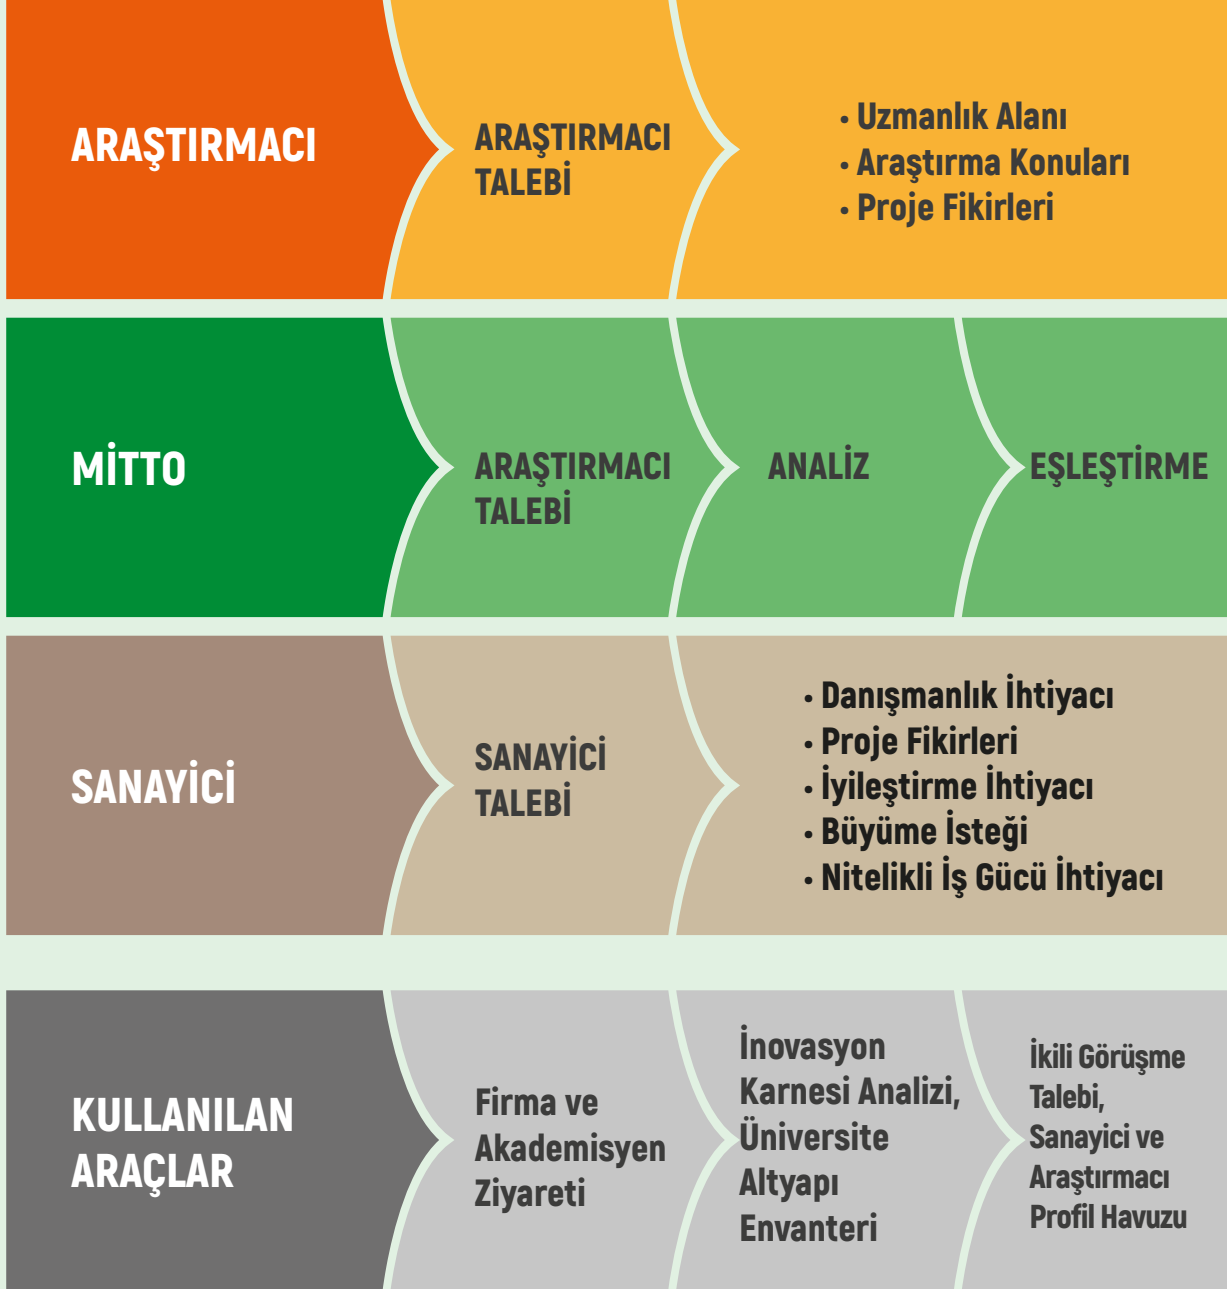 ARAŞTIRMACI
ARAŞTIRMACI
TALEBİ
• Uzmanlık Alanı
• Araştırma Konuları
• Proje Fikirleri
MİTTO
ARAŞTIRMACI
TALEBİ
ANALİZ
EŞLEŞTİRME
SANAYİCİ
SANAYİCİ
TALEBİ
• Danışmanlık İhtiyacı
• Proje Fikirleri
• İyileştirme İhtiyacı
• Büyüme İsteği
• Nitelikli İş Gücü İhtiyacı
KULLANILAN
ARAÇLAR
Firma ve
Akademisyen
Ziyareti
İnovasyon
Karnesi Analizi,
Üniversite
Altyapı
Envanteri
İkili Görüşme
Talebi,
Sanayici ve
Araştırmacı
Profil Havuzu